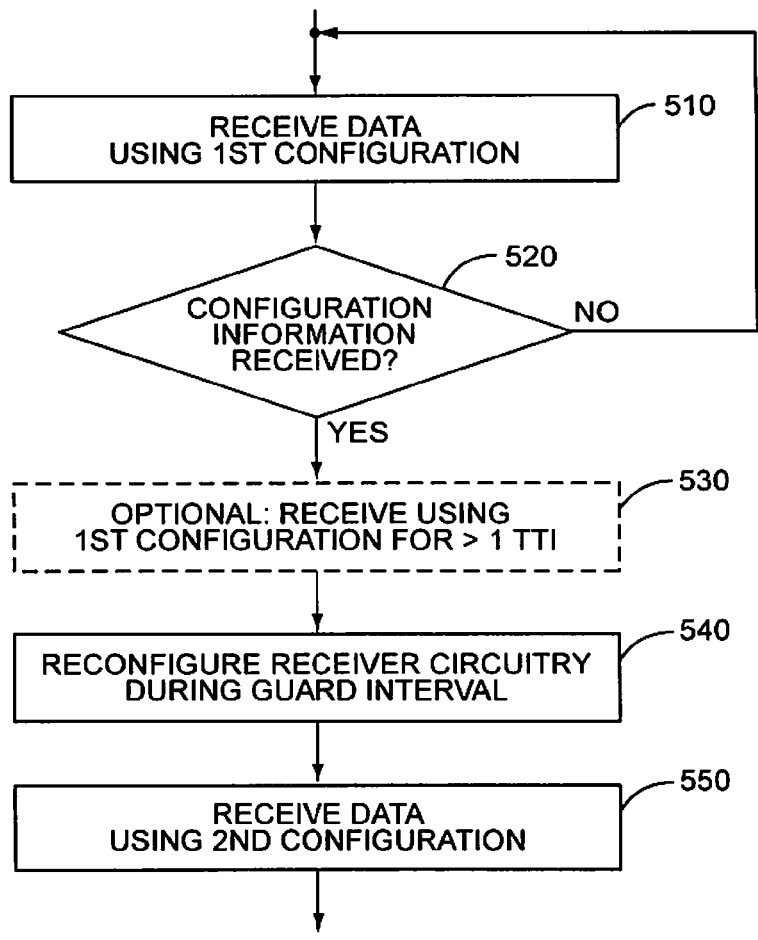 RECEIVE DATA
USING 1ST CONFIGURATION
510
520
CONFIGURATION
INFORMATION
RECEIVED?
NO
YES
530
OPTIONAL: RECEIVE USING
1ST CONFIGURATION FOR > 1 TTI
540
RECONFIGURE RECEIVER CIRCUITRY
DURING GUARD INTERVAL
550
RECEIVE DATA
USING 2ND CONFIGURATION